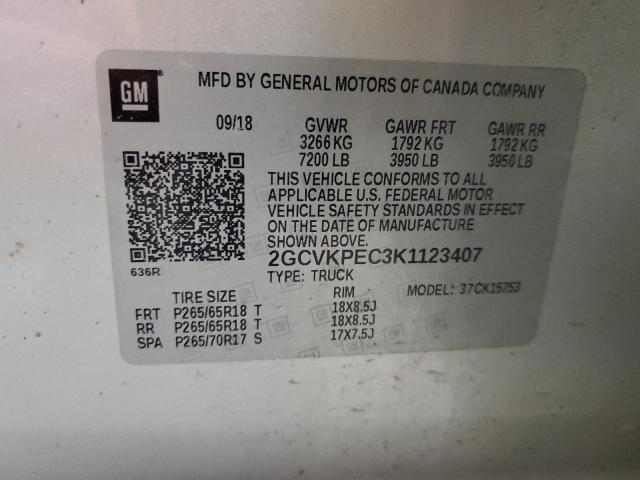 GM
MFD BY GENERAL MOTORS OF CANADA COMPANY
09/18 GVWR GAWR FRT GAWR RR
3266 KG 1792 KG 1792 KG
7200 LB 3950 LB 3950 LB
THIS VEHICLE CONFORMS TO ALL
APPLICABLE U.S. FEDERAL MOTOR
VEHICLE SAFETY STANDARDS IN EFFECT
ON THE DATE OF MANUFACTURE
SHOWN ABOVE.
2GCVKPEC3K1123407
636R
TYPE: TRUCK
MODEL: 37CK15753
TIRE SIZE RIM
FRT P265/65R18 T 18X8.5J
RR P265/65R18 T 18X8.5J
SPA P265/70R17 S 17X7.5J